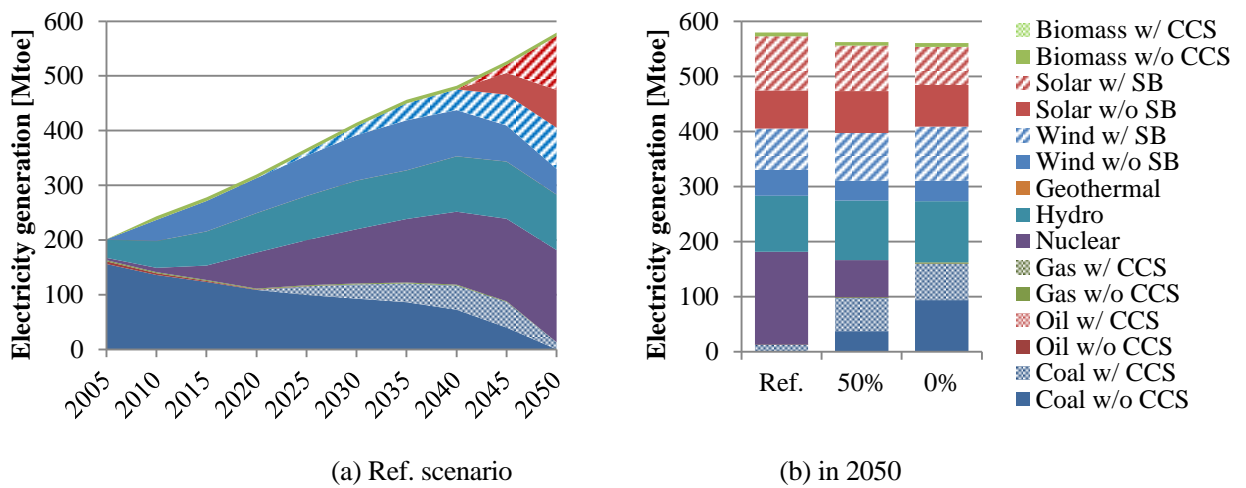 Electricity generation [Mtoe]
600
500
400
300
200
100
0
2005
2010
2015
2020
2025
2030
2035
2040
2045
2050
(a) Ref. scenario
Electricity generation [Mtoe]
600
500
400
300
200
100
0
Ref.
50%
0%
(b) in 2050
Biomass w/ CCS
Biomass w/o CCS
Solar w/ SB
Solar w/o SB
Wind w/ SB
Wind w/o SB
Geothermal
Hydro
Nuclear
Gas w/ CCS
Gas w/o CCS
Oil w/ CCS
Oil w/o CCS
Coal w/ CCS
Coal w/o CCS